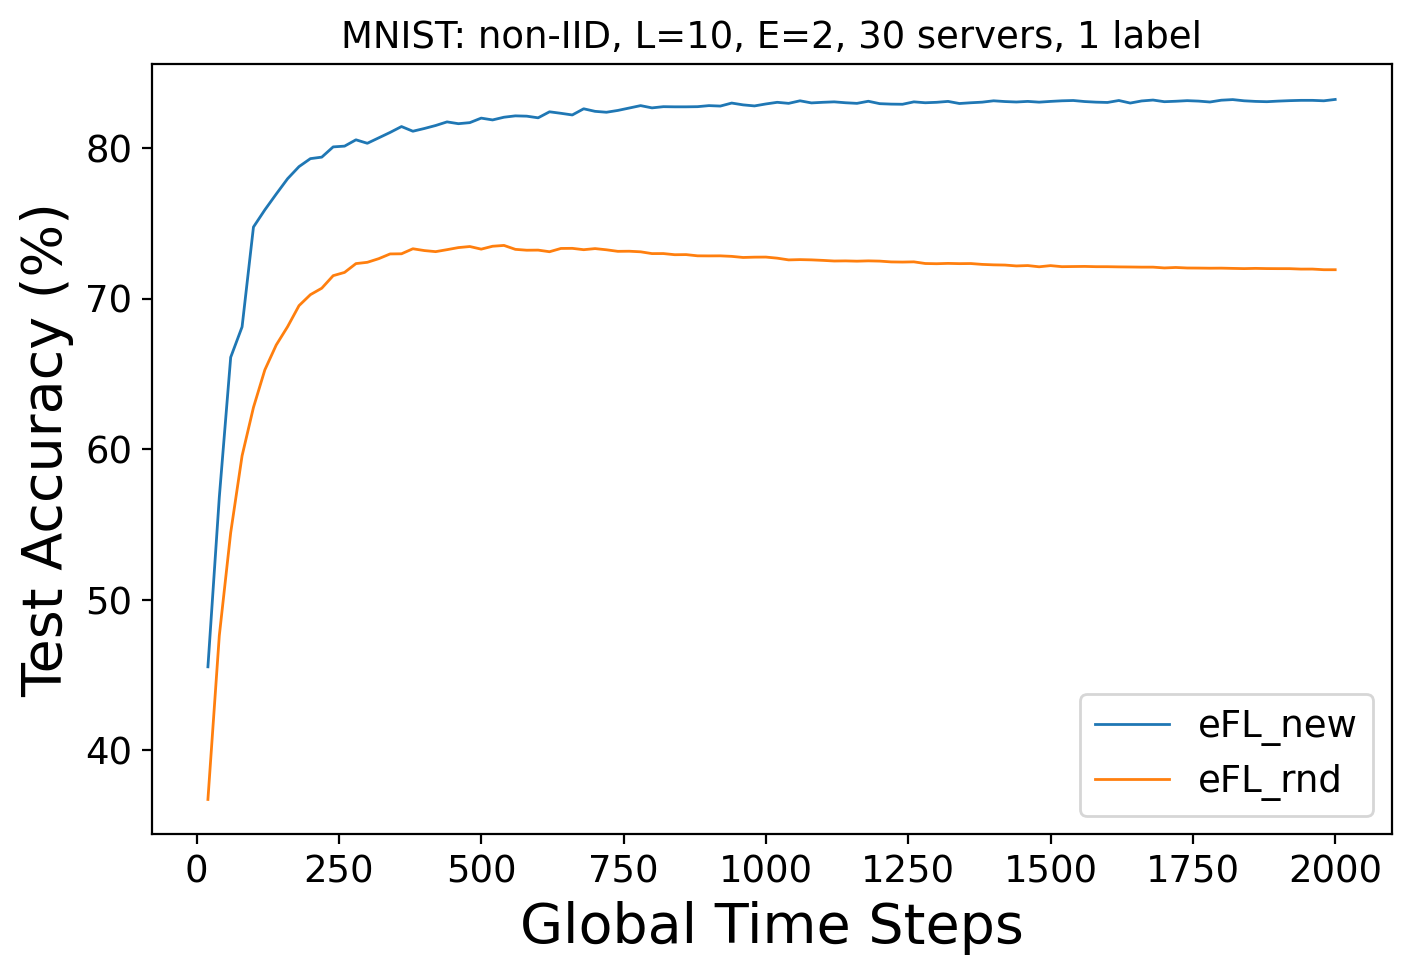 MNIST: non-IID, L=10, E=2, 30 servers, 1 label
Test Accuracy (%)
80
70
60
50
40
eFL_new
eFL_rnd
0 250 500 750 1000 1250 1500 1750 2000
Global Time Steps